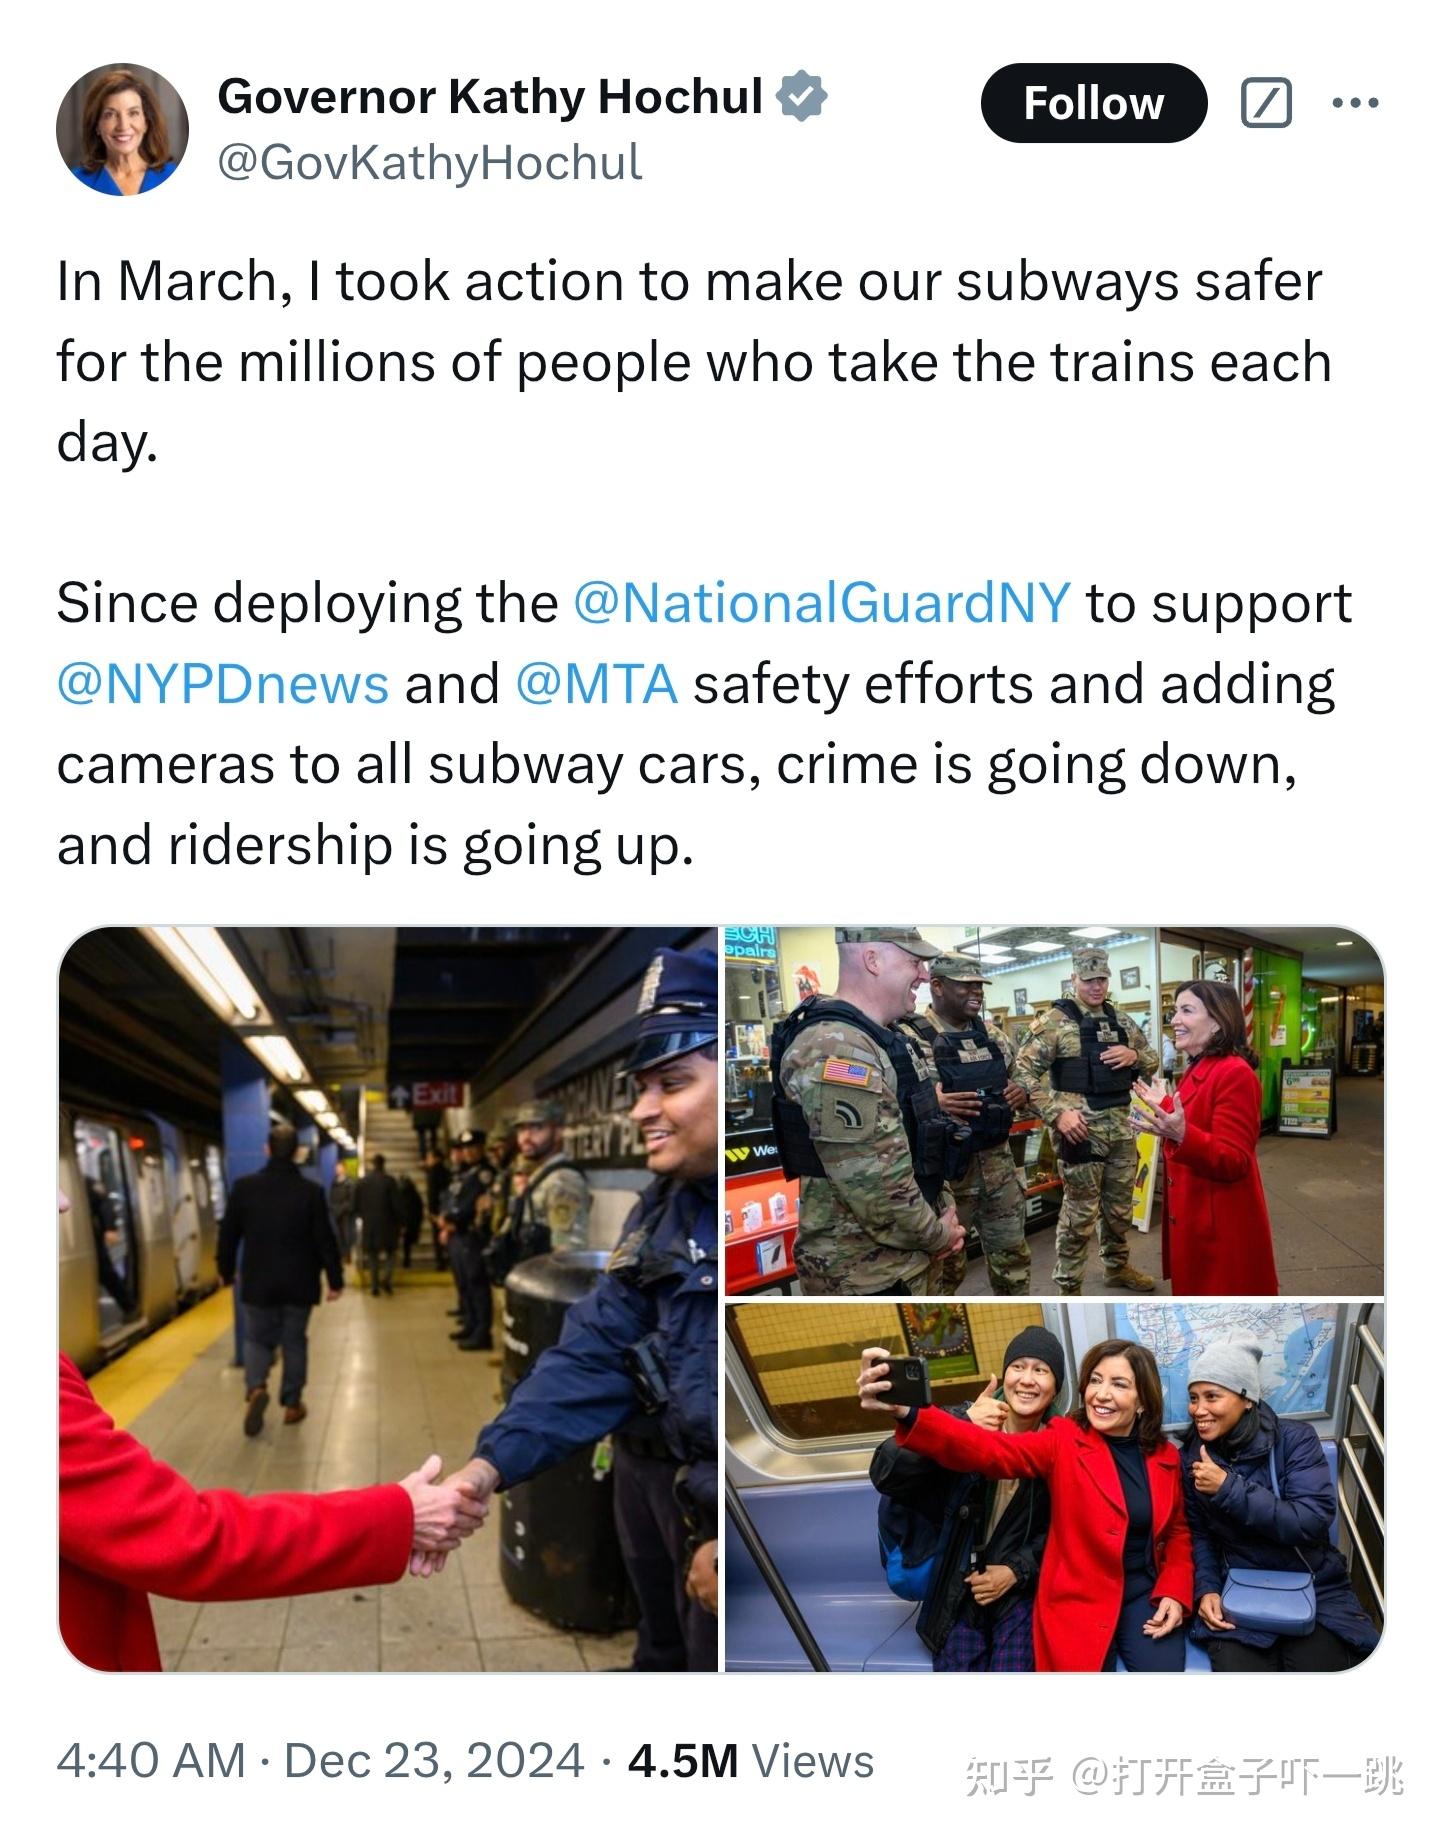 Governor Kathy Hochul
Follow
@GovKathyHochul
In March, I took action to make our subways safer
for the millions of people who take the trains each
day.
Since deploying the @NationalGuardNY to support
@NYPDnews and @MTA safety efforts and adding
cameras to all subway cars, crime is going down,
and ridership is going up.
Exit
ECH
epairs
We
4:40 AM · Dec 23, 2024 · 4.5M Views
知乎 @打开盒子吓一跳